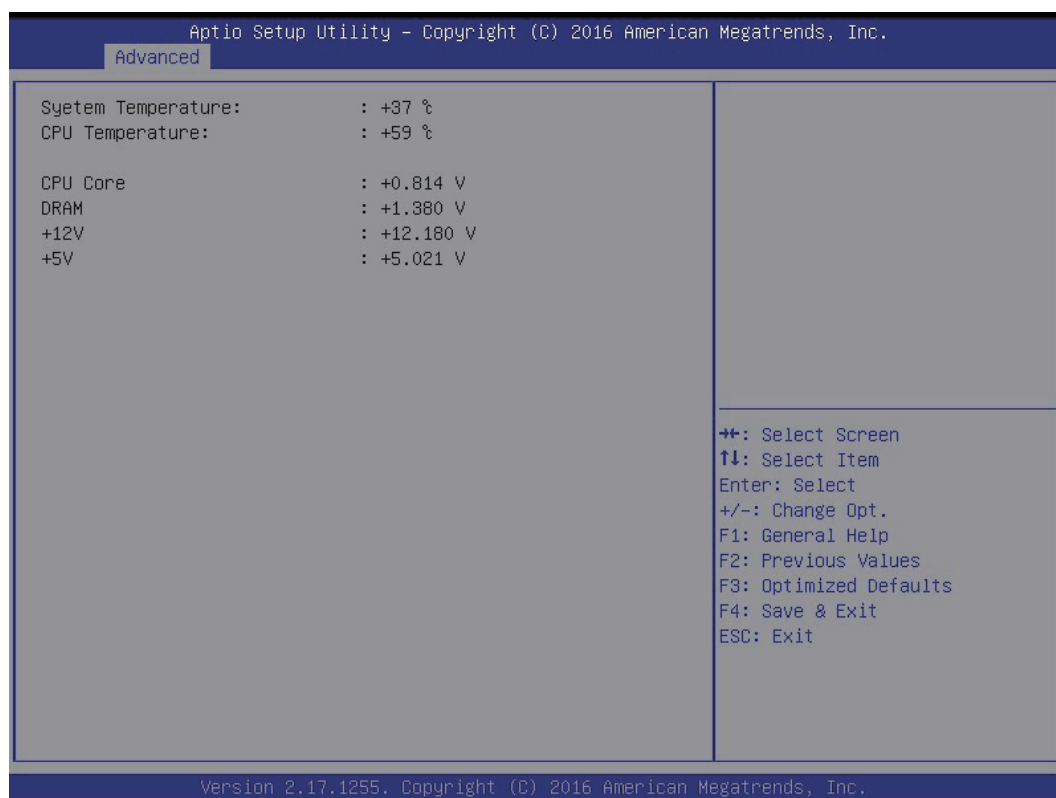 Aptio Setup Utility – Copyright (C) 2016 American Megatrends, Inc.
Advanced
Syetem Temperature: : +37 ℃
CPU Temperature: : +59 ℃
CPU Core : +0.814 V
DRAM : +1.380 V
+12V : +12.180 V
+5V : +5.021 V
→←: Select Screen
↑↓: Select Item
Enter: Select
+/-: Change Opt.
F1: General Help
F2: Previous Values
F3: Optimized Defaults
F4: Save & Exit
ESC: Exit
Version 2.17.1255. Copyright (C) 2016 American Megatrends, Inc.